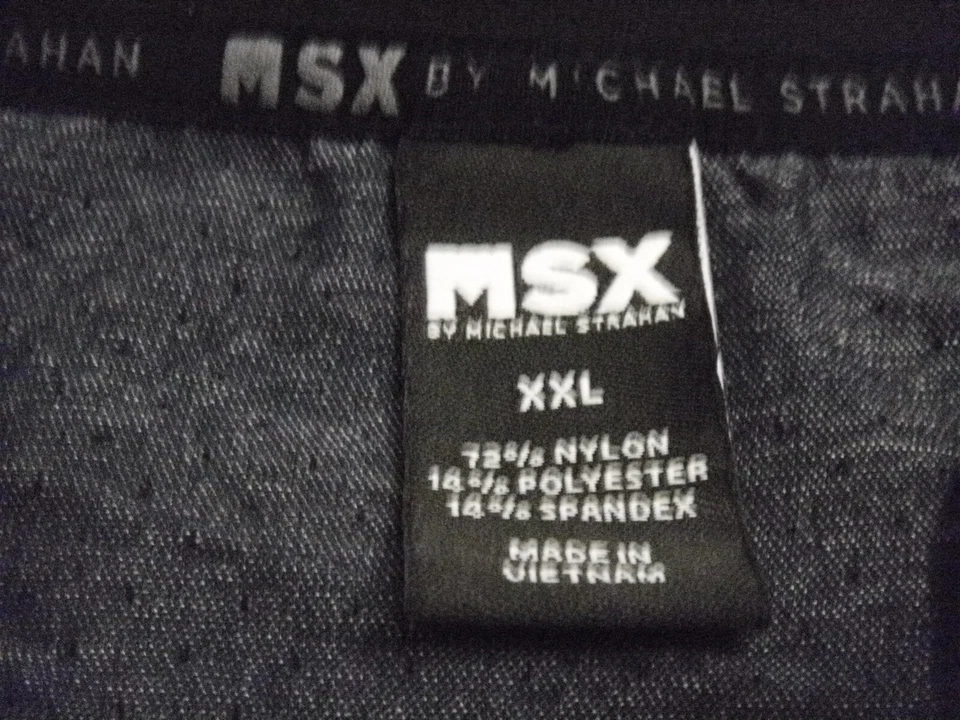 AHAN MSX BY MICHAEL STRAHA
MSX
BY MICHAEL STRAHAN
XXL
72% NYLON
14% POLYESTER
14% SPANDEX
MADE IN
VIETNAM